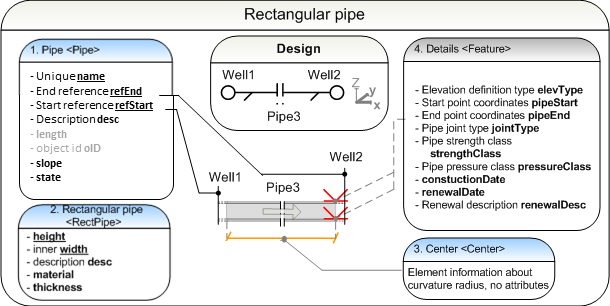 Rectangular pipe
1. Pipe <Pipe>
- Unique name
- End reference refEnd
- Start reference refStart
- Description desc
- length
- object id oID
- slope
- state
2. Rectangular pipe
<RectPipe>
- height
- inner width
- description desc
- material
- thickness
Design
Well1
Well2
Pipe3
Z
y
x
Well1
Pipe3
Well2
4. Details <Feature>
- Elevation definition type elevType
- Start point coordinates pipeStart
- End point coordinates pipeEnd
- Pipe joint type jointType
- Pipe strength class
strengthClass
- Pipe pressure class pressureClass
- constuctionDate
- renewalDate
- Renewal description renewalDesc
3. Center <Center>
Element information about
curvature radius, no attributes